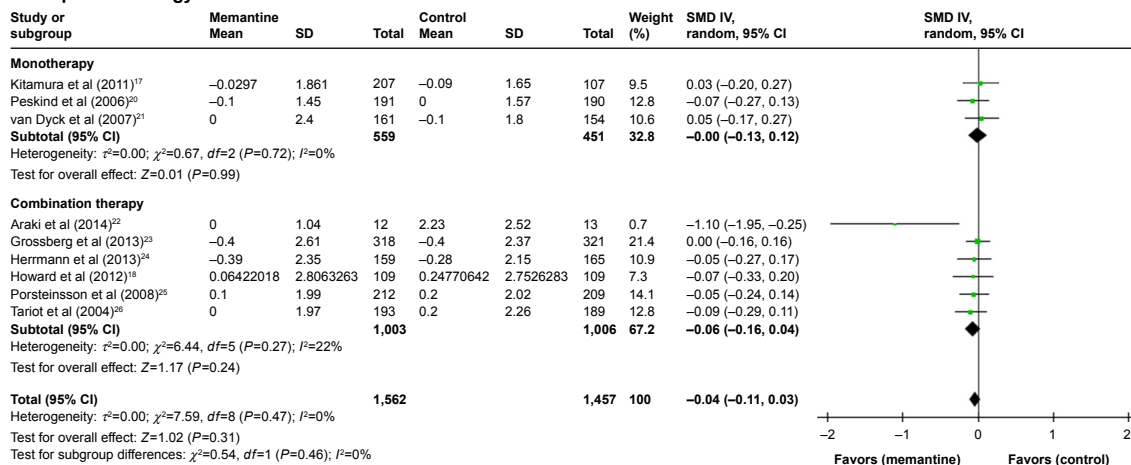 Study or Memantine Control Weight SMD IV, SMD IV,
subgroup Mean SD Total Mean SD Total (%) random, 95% CI random, 95% CI
Monotherapy
Kitamura et al (2011)17 −0.0297 1.861 207 −0.09 1.65 107 9.5 0.03 (−0.20, 0.27)
Peskind et al (2006)20 −0.1 1.45 191 0 1.57 190 12.8 −0.07 (−0.27, 0.13)
van Dyck et al (2007)21 0 2.4 161 −0.1 1.8 154 10.6 0.05 (−0.17, 0.27)
Subtotal (95% CI) 559 451 32.8 −0.00 (−0.13, 0.12)
Heterogeneity: τ²=0.00; χ²=0.67, df=2 (P=0.72); I²=0%
Test for overall effect: Z=0.01 (P=0.99)
Combination therapy
Araki et al (2014)22 0 1.04 12 2.23 2.52 13 0.7 −1.10 (−1.95, −0.25)
Grossberg et al (2013)23 −0.4 2.61 318 −0.4 2.37 321 21.4 0.00 (−0.16, 0.16)
Herrmann et al (2013)24 −0.39 2.35 159 −0.28 2.15 165 10.9 −0.05 (−0.27, 0.17)
Howard et al (2012)18 0.06422018 2.8063263 109 0.24770642 2.7526283 109 7.3 −0.07 (−0.33, 0.20)
Porsteinsson et al (2008)25 0.1 1.99 212 0.2 2.02 209 14.1 −0.05 (−0.24, 0.14)
Tariot et al (2004)26 0 1.97 193 0.2 2.26 189 12.8 −0.09 (−0.29, 0.11)
Subtotal (95% CI) 1,003 1,006 67.2 −0.06 (−0.16, 0.04)
Heterogeneity: τ²=0.00; χ²=6.44, df=5 (P=0.27); I²=22%
Test for overall effect: Z=1.17 (P=0.24)
Total (95% CI) 1,562 1,457 100 −0.04 (−0.11, 0.03)
Heterogeneity: τ²=0.00; χ²=7.59, df=8 (P=0.47); I²=0%
Test for overall effect: Z=1.02 (P=0.31)
Test for subgroup differences: χ²=0.54, df=1 (P=0.46); I²=0%
−2 −1 0 1 2
Favors (memantine) Favors (control)